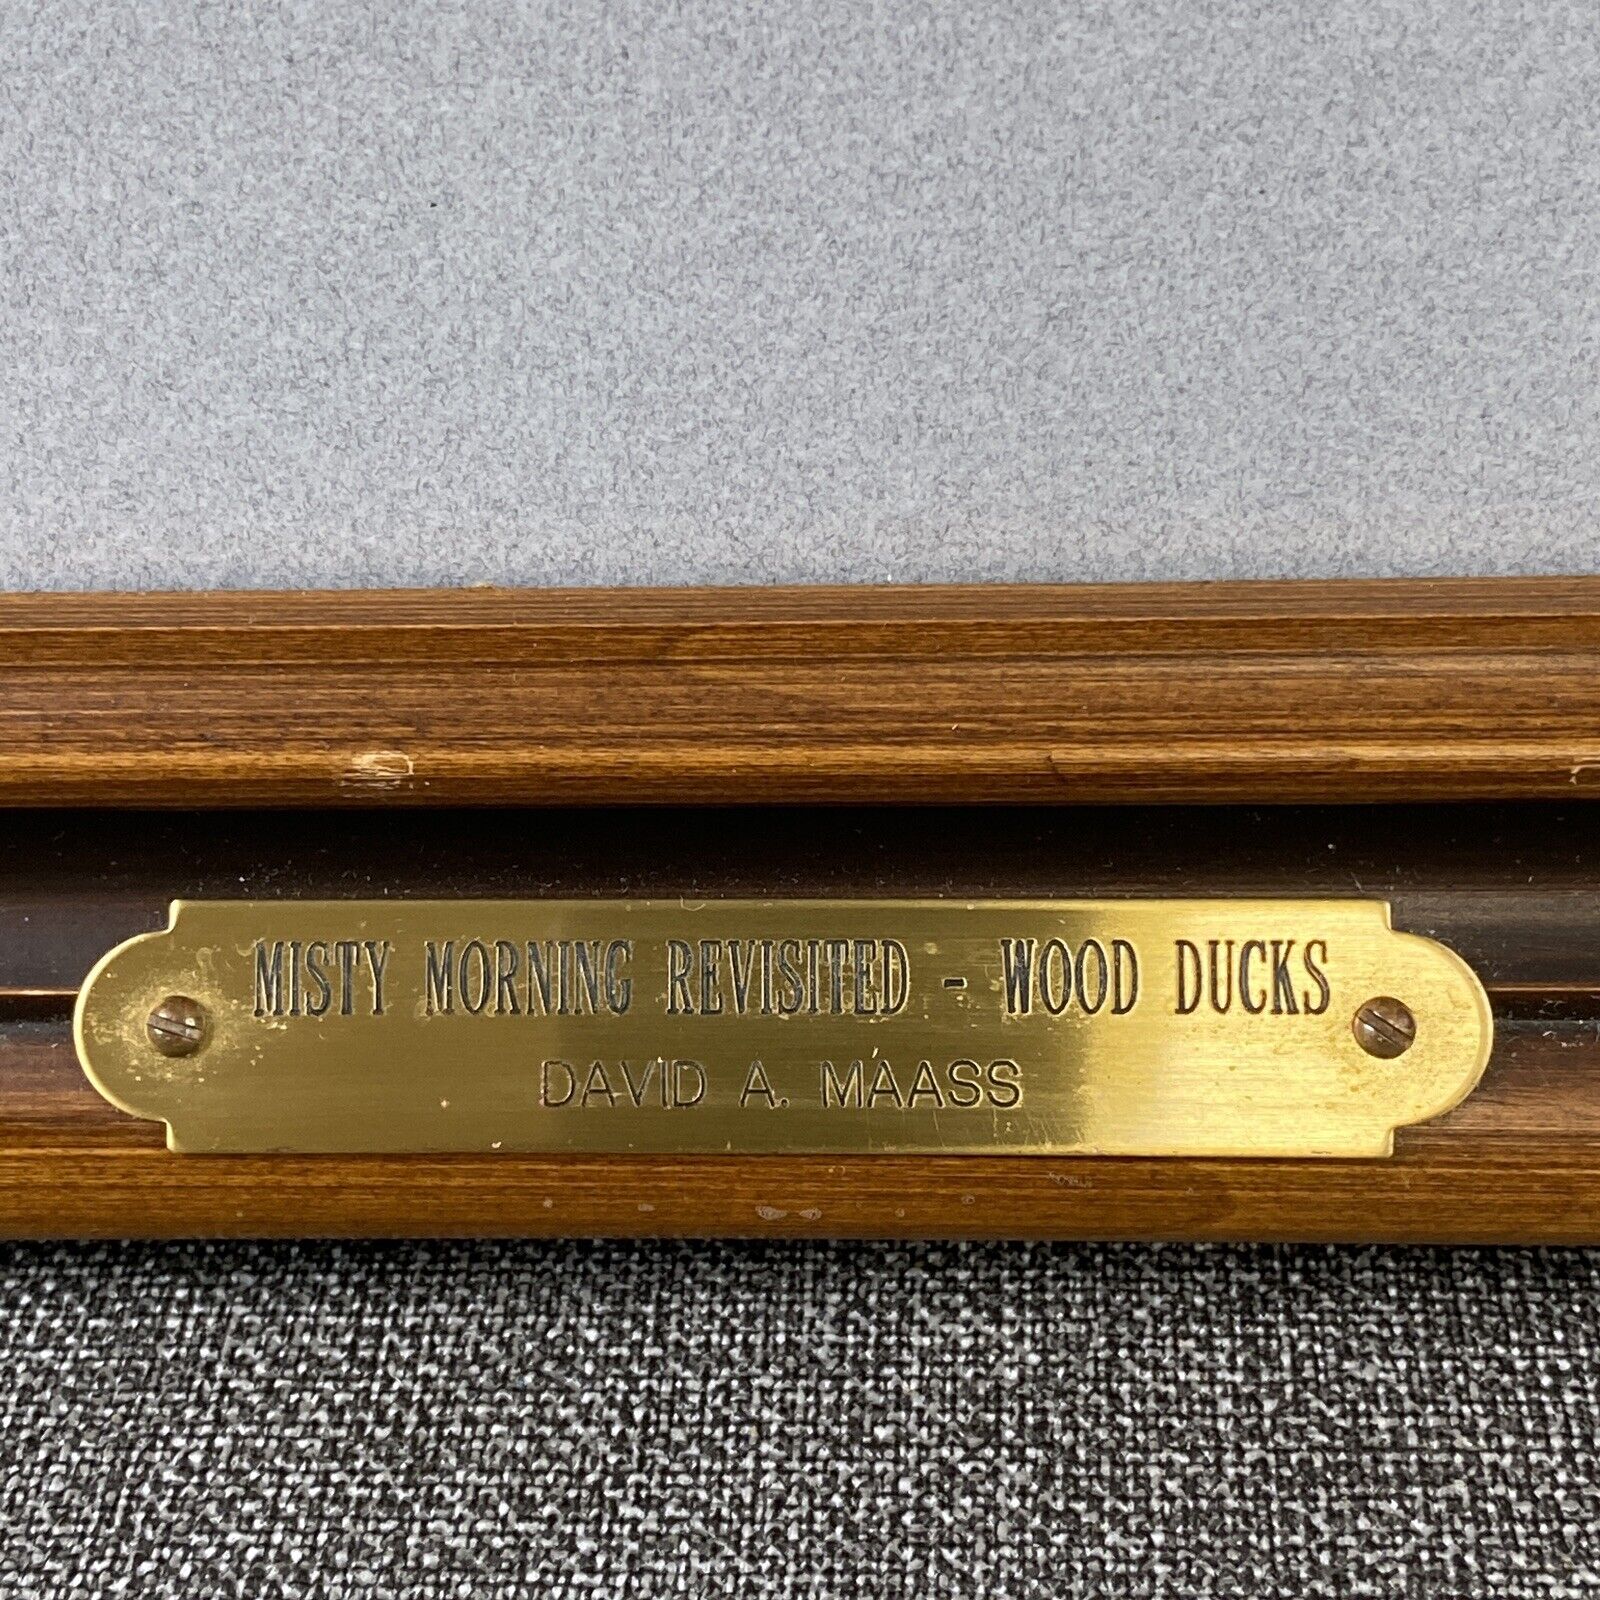 MISTY MORNING REVISITED - WOOD DUCKS
DAVID A. MAASS